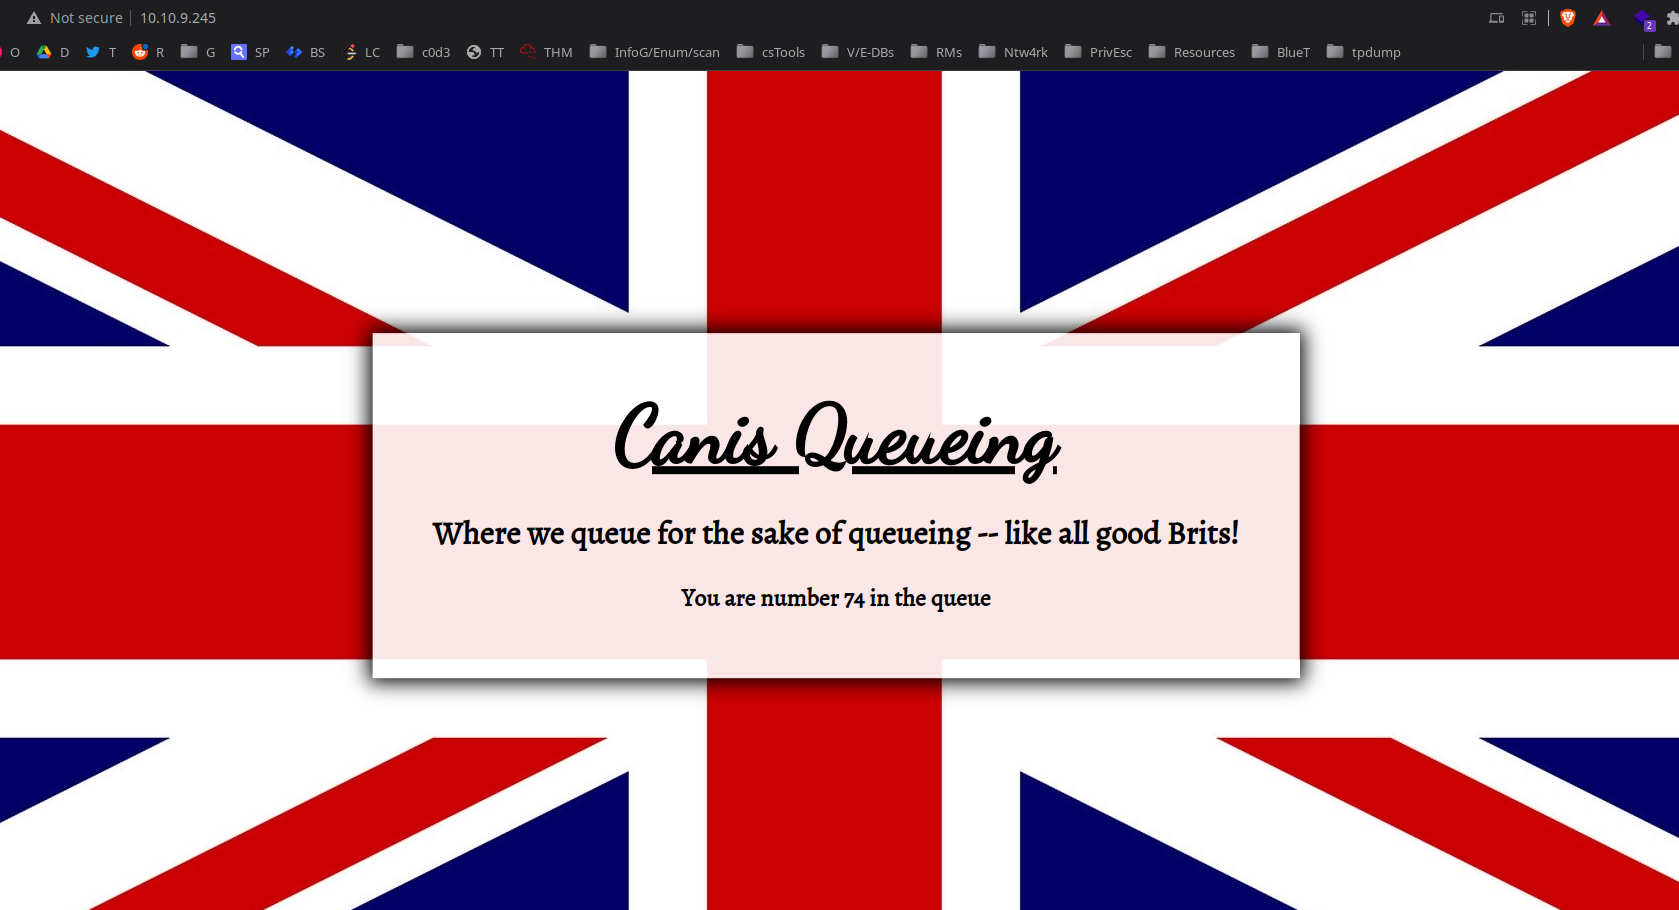 Not secure 10.10.9.245
2
O D T R G SP BS LC c0d3 TT THM InfoG/Enum/scan csTools V/E-DBs RMs Ntw4rk PrivEsc Resources BlueT tpdump
Canis Queueing
Where we queue for the sake of queueing -- like all good Brits!
You are number 74 in the queue